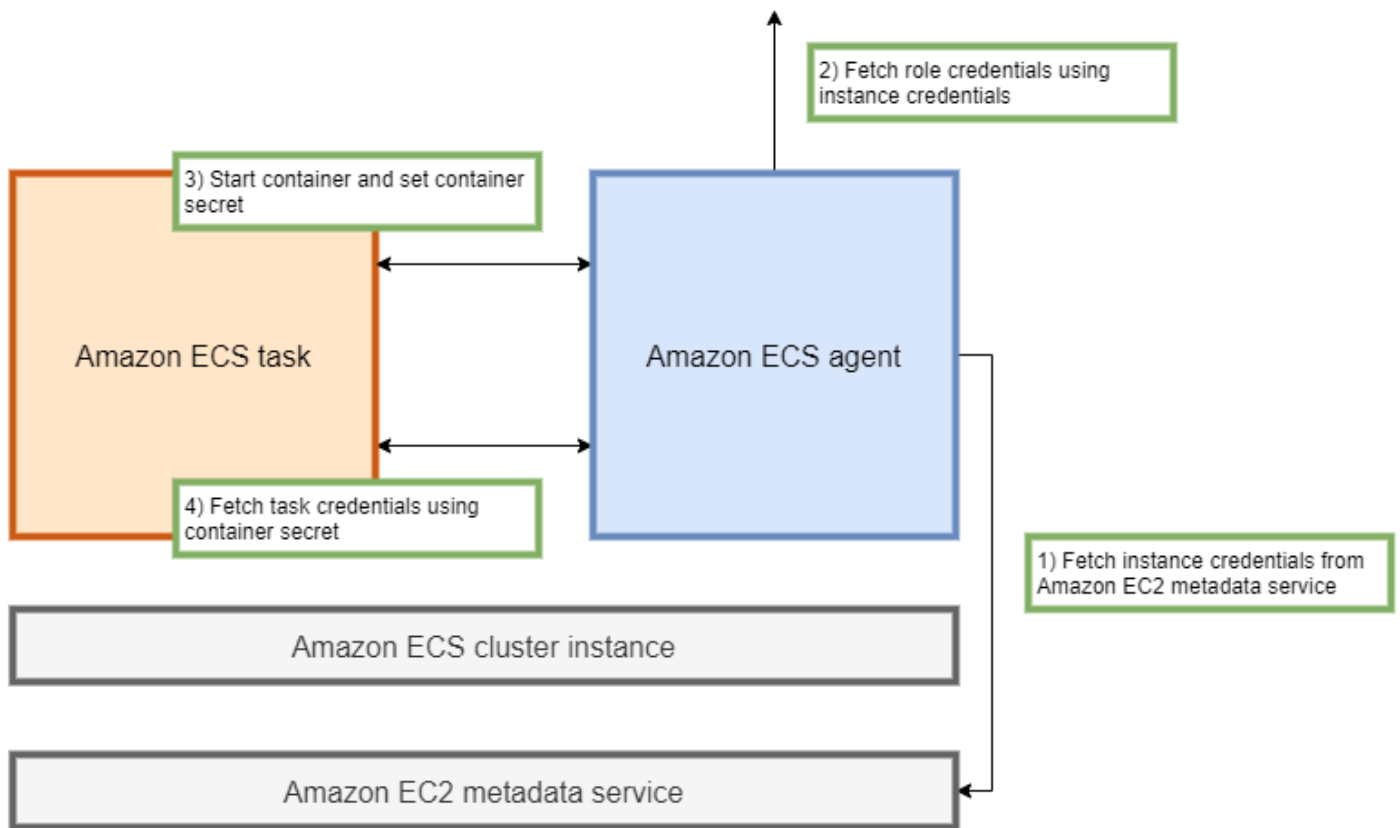 2) Fetch role credentials using
instance credentials
3) Start container and set container
secret
Amazon ECS task
Amazon ECS agent
4) Fetch task credentials using
container secret
1) Fetch instance credentials from
Amazon EC2 metadata service
Amazon ECS cluster instance
Amazon EC2 metadata service